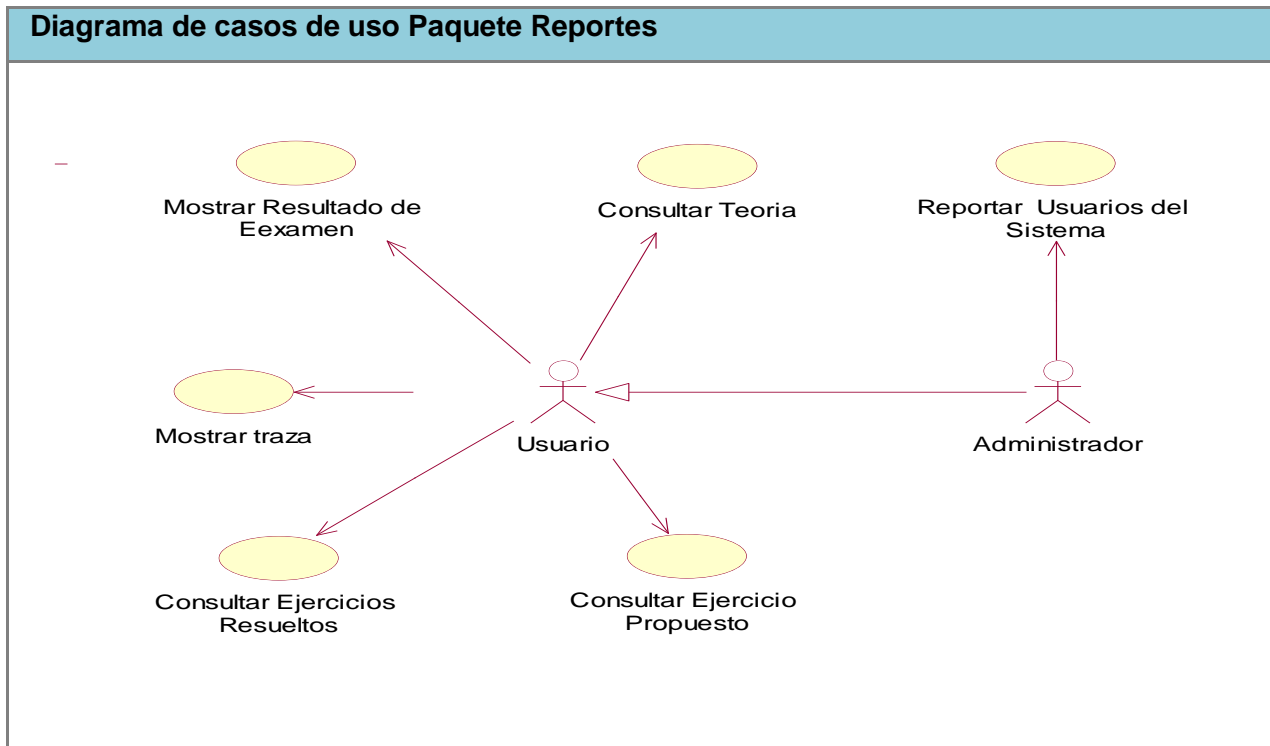 Diagrama de casos de uso Paquete Reportes
Mostrar Resultado de
Eexamen
Consultar Teoria
Reportar Usuarios del
Sistema
Mostrar traza
Usuario
Administrador
Consultar Ejercicios
Resueltos
Consultar Ejercicio
Propuesto